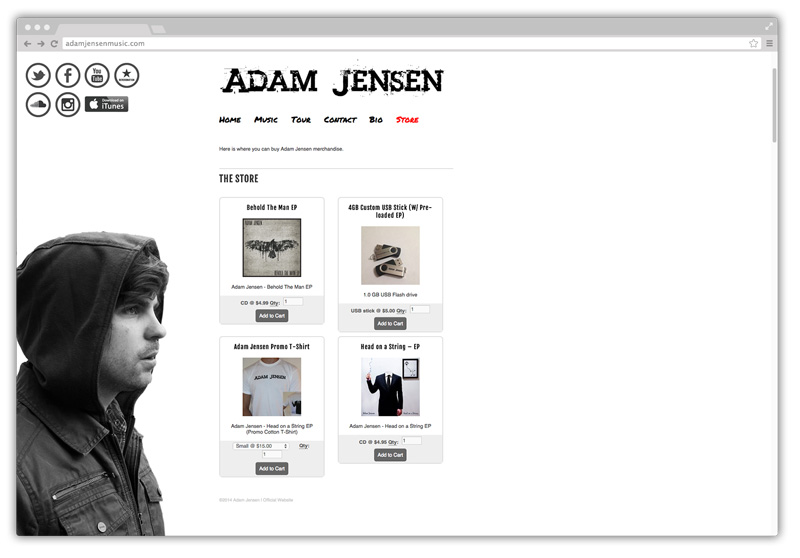 adamjensenmusic.com
You
Tube
Download on
iTunes
ADAM JENSEN
HOME MUSIC TOUR CONTACT BIO STORE
Here is where you can buy Adam Jensen merchandise.
THE STORE
Behold The Man EP
ADAM JENSEN
BEHOLD THE MAN EP
Adam Jensen - Behold The Man EP
CD @ $4.99 Qty: 1
Add to Cart
4GB Custom USB Stick (W/ Pre-
loaded EP)
1.0 GB USB Flash drive
USB stick @ $5.00 Qty: 1
Add to Cart
Adam Jensen Promo T-Shirt
ADAM JENSEN
Adam Jensen - Head on a String EP
(Promo Cotton T-Shirt)
Small @ $15.00 Qty:
1
Add to Cart
Head on a String – EP
Adam Jensen - Head on a String EP
CD @ $4.95 Qty: 1
Add to Cart
©2014 Adam Jensen | Official Website